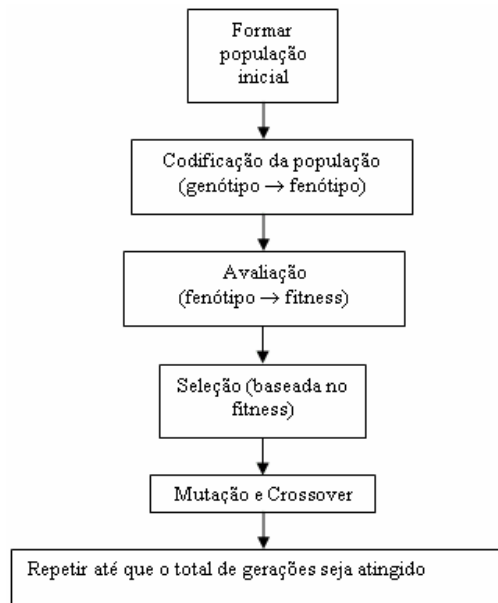 Formar
população
inicial
Codificação da população
(genótipo → fenótipo)
Avaliação
(fenótipo → fitness)
Seleção (baseada no
fitness)
Mutação e Crossover
Repetir até que o total de gerações seja atingido